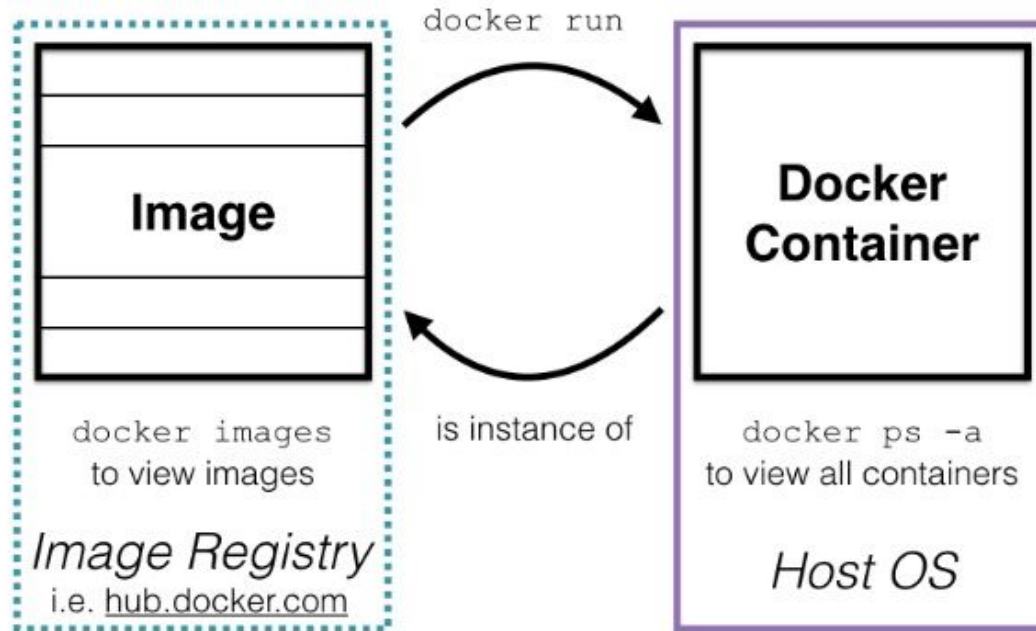 docker run
Image
Docker
Container
is instance of
docker images
to view images
docker ps -a
to view all containers
Image Registry
i.e. hub.docker.com
Host OS